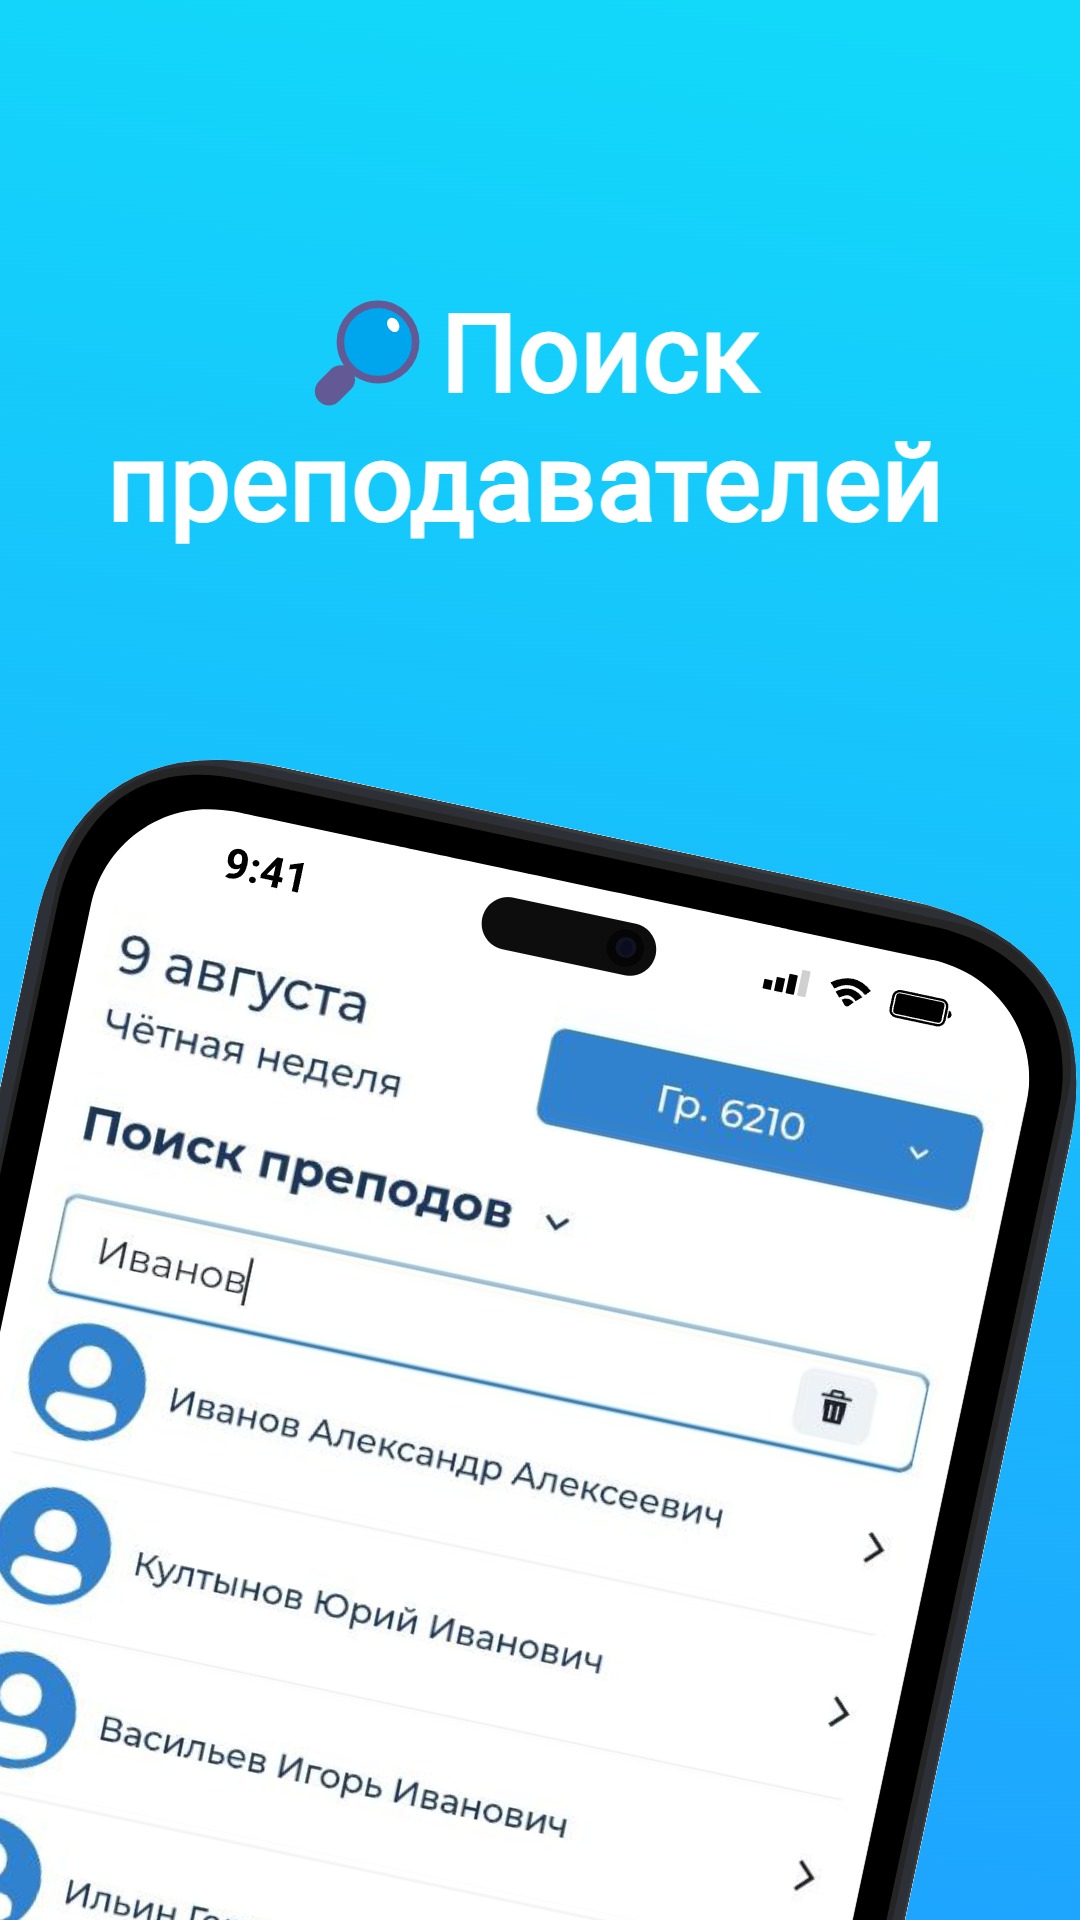 Поиск
преподавателей
9:41
9 августа
Чётная неделя
Гр. 6210
Поиск преподов
Иванов
Иванов Александр Алексеевич
Култынов Юрий Иванович
Васильев Игорь Иванович
Ильин